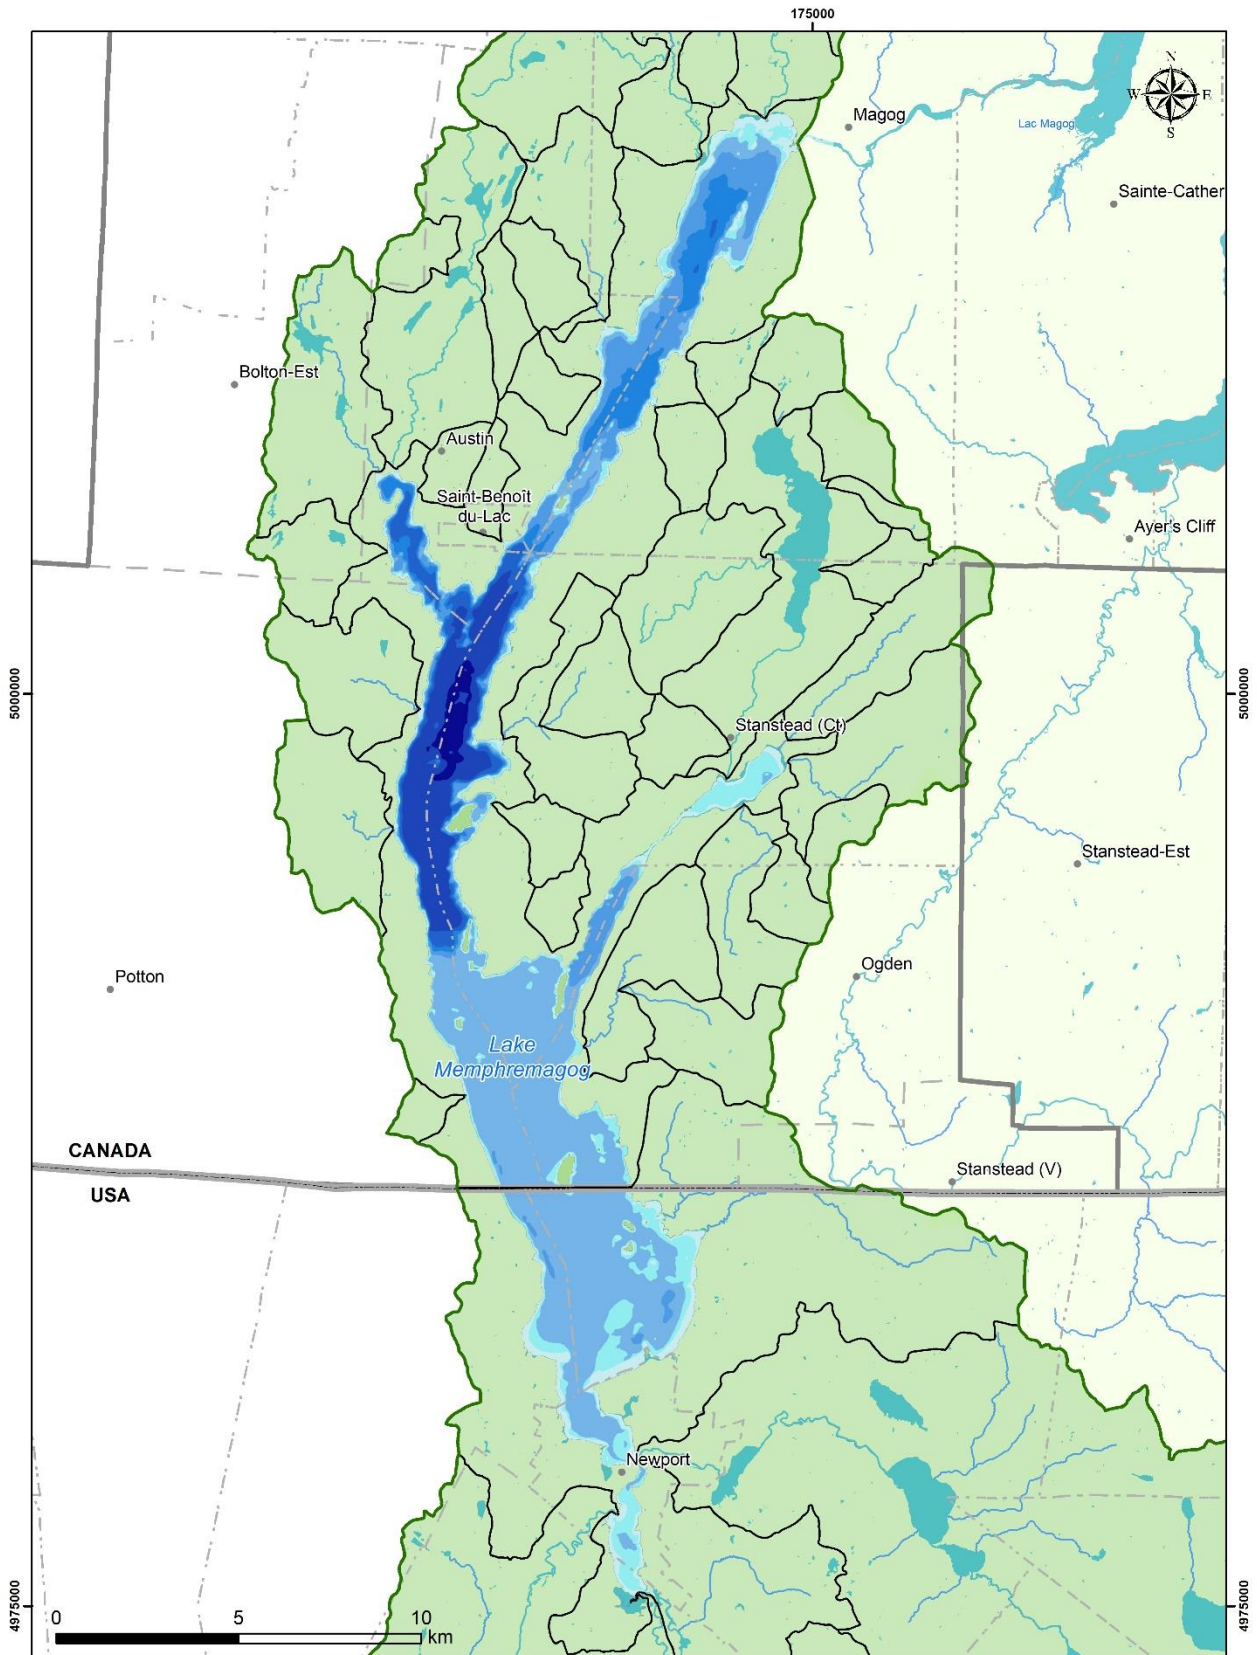 175000
N
W E
S
Magog
Lac Magog
Sainte-Cather
Bolton-Est
Austin
Saint-Benoît
du-Lac
Ayer's Cliff
5000000
5000000
Stanstead (Ct)
Stanstead-Est
Ogden
Potton
Lake
Memphremagog
CANADA
USA
Stanstead (V)
Newport
4975000
4975000
0 5 10
km